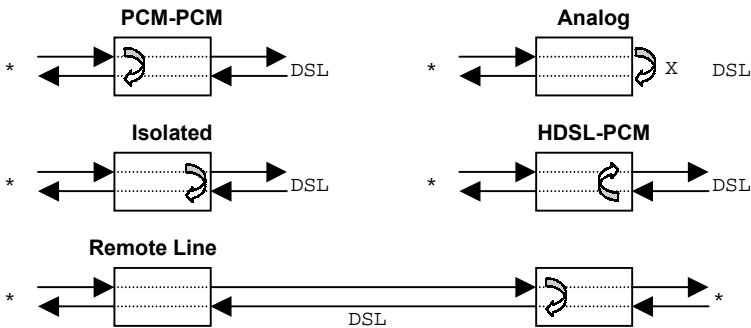 PCM-PCM Analog
* DSL * X DSL
Isolated HDSL-PCM
* DSL * DSL
Remote Line
* DSL *